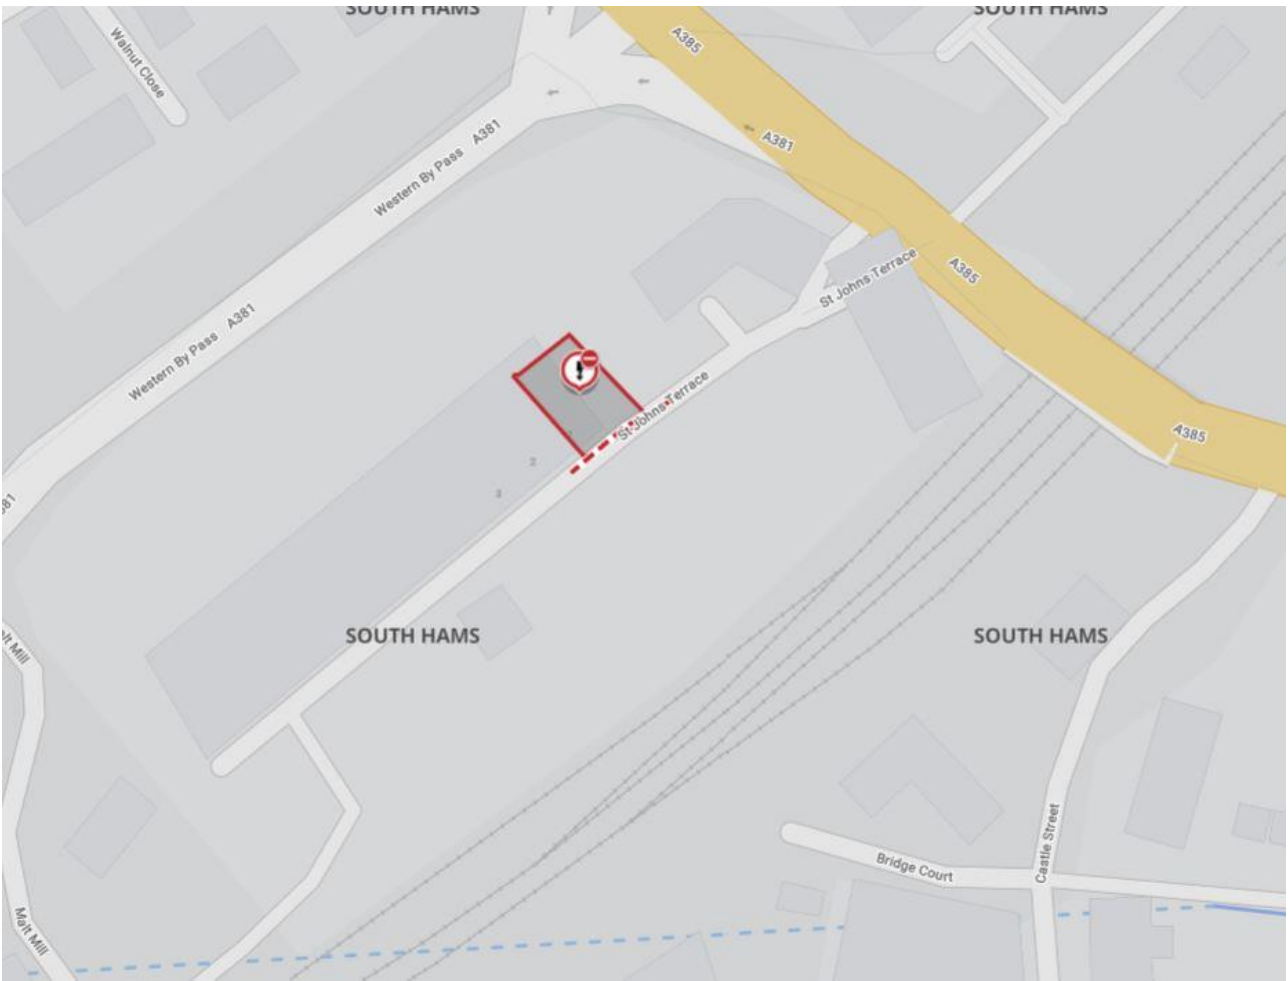 SOUTH HAMS
SOUTH HAMS
Walnut Close
A385
A381
A381
Western By Pass
St Johns Terrace
A385
A381
Western By Pass
St Johns Terrace
A385
2
3
SOUTH HAMS
SOUTH HAMS
Malt Mill
Castle Street
Bridge Court
Malt Mill